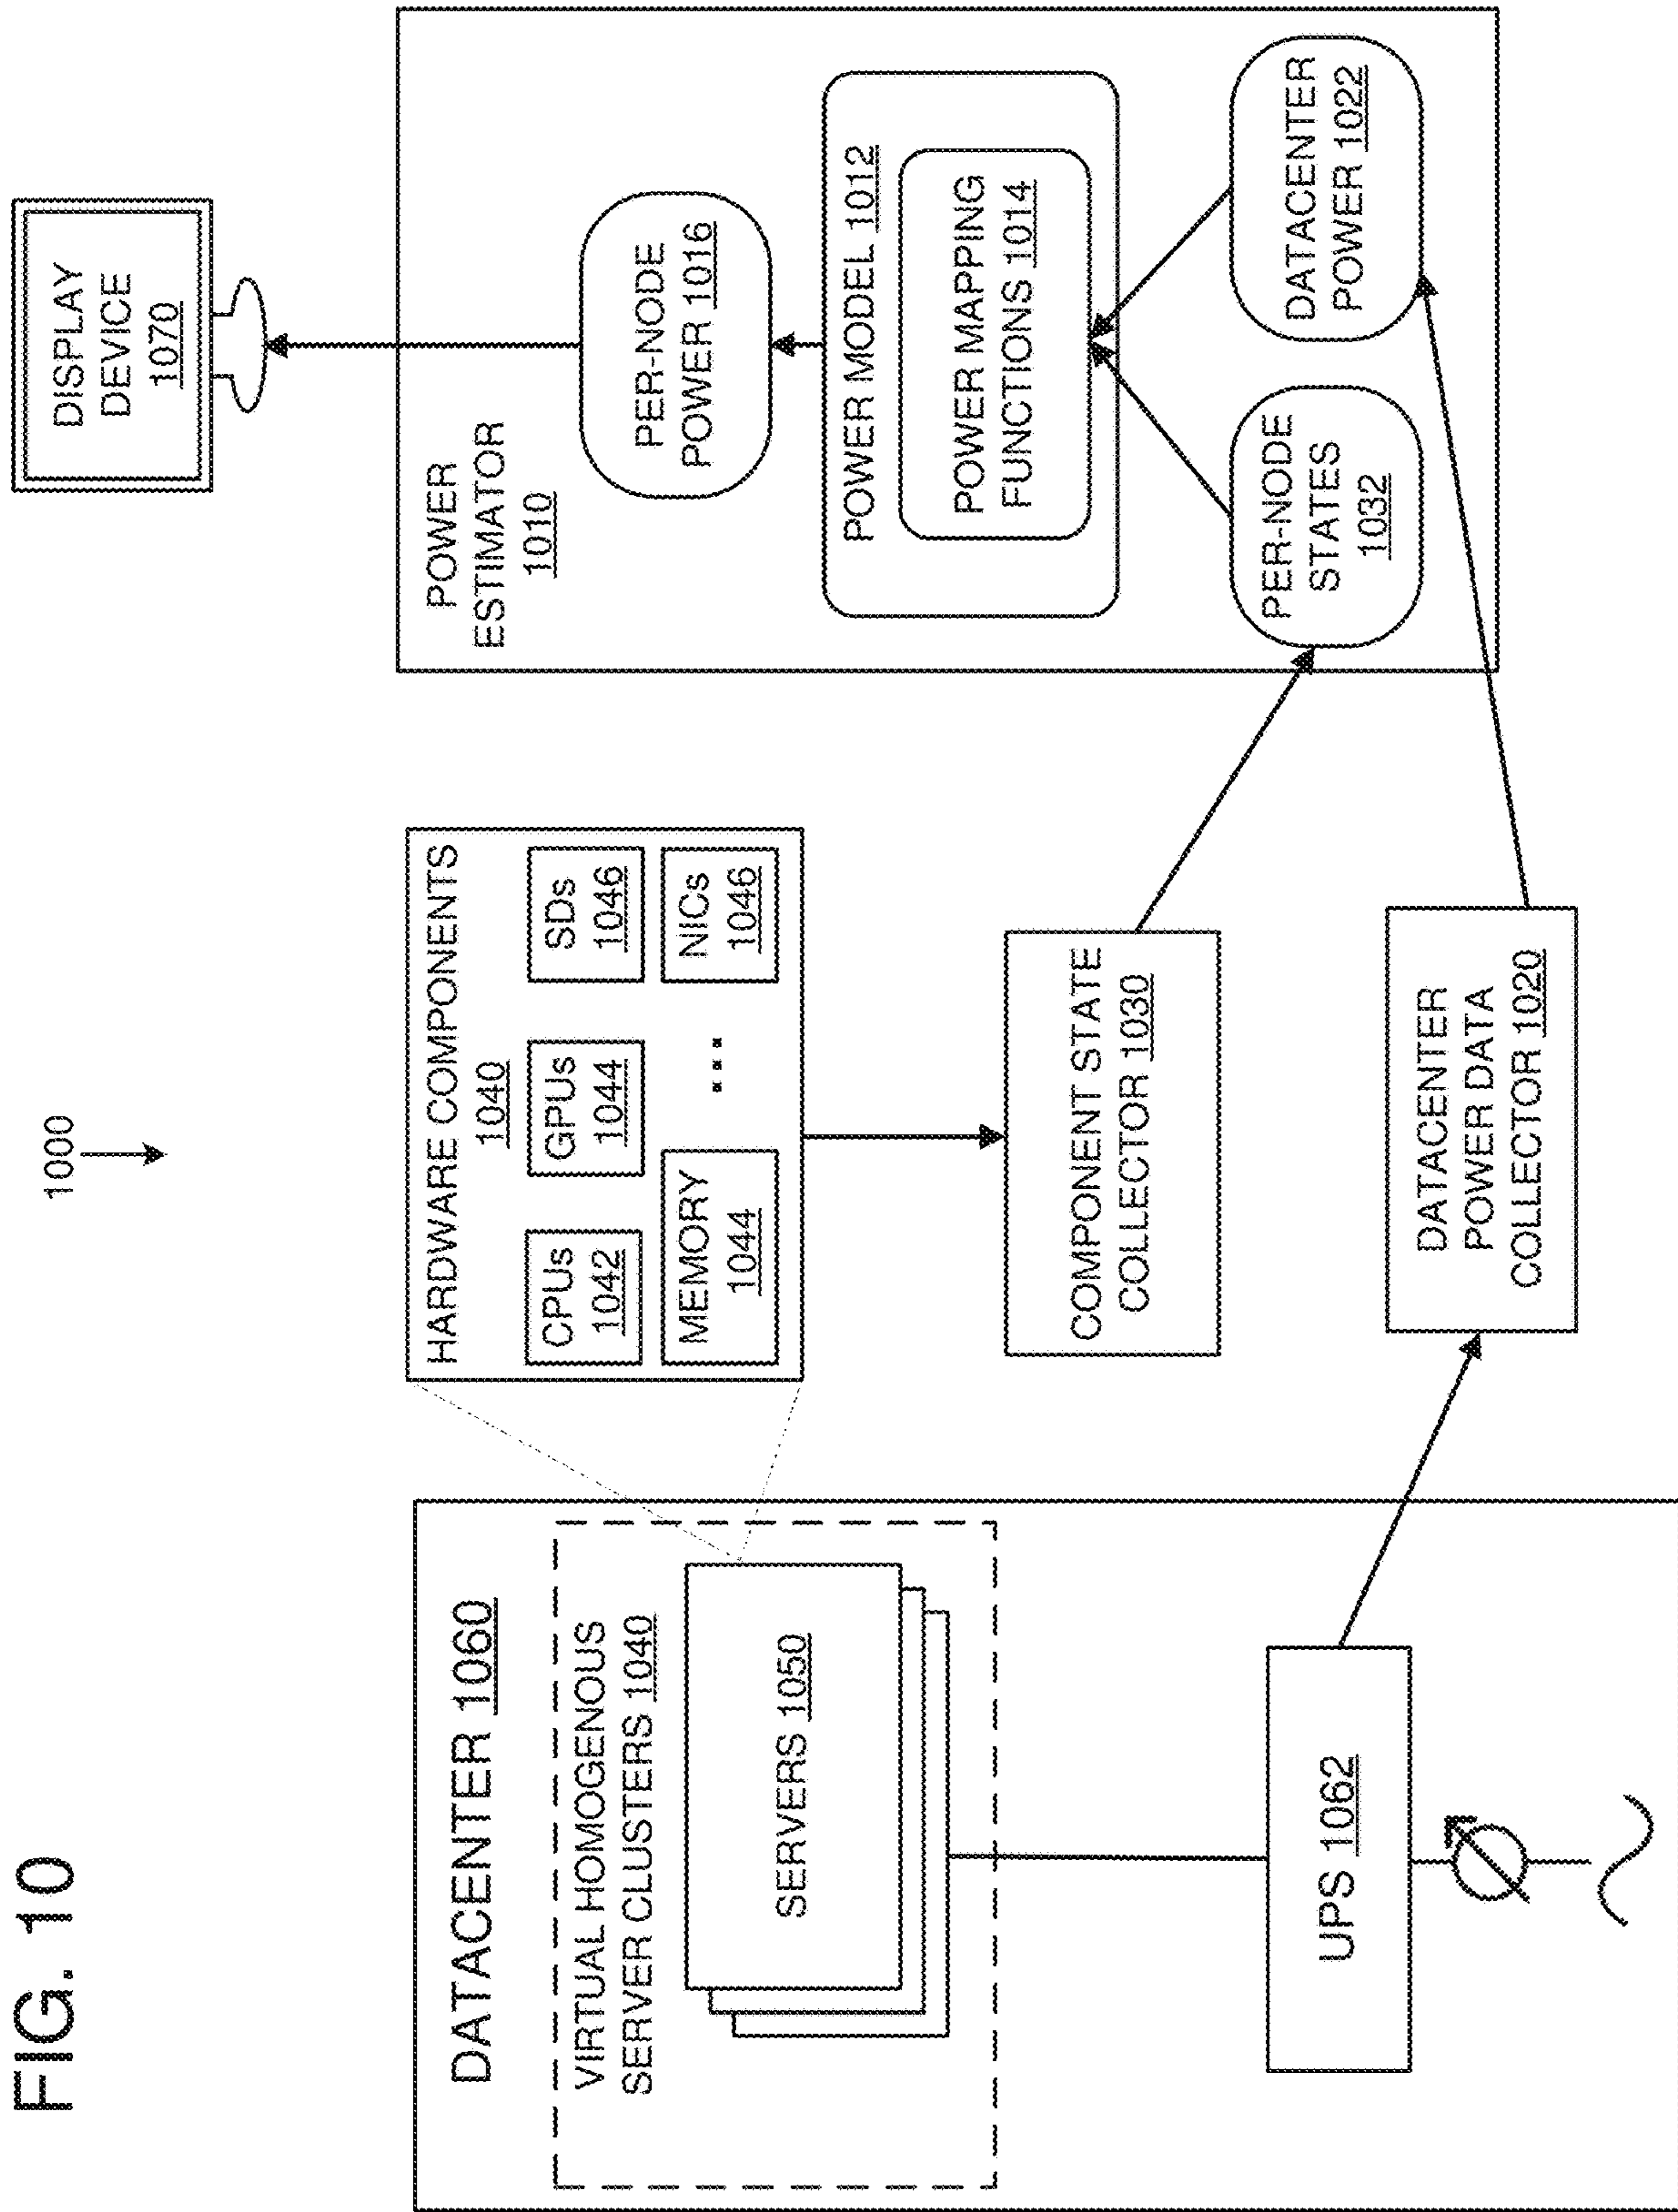 FIG. 10
1000
DATACENTER 1060
VIRTUAL HOMOGENOUS
SERVER CLUSTERS 1040
SERVERS 1050
UPS 1062
HARDWARE COMPONENTS
1040
CPUs
1042
GPUs
1044
SDs
1046
MEMORY
1044
...
NICs
1046
COMPONENT STATE
COLLECTOR 1030
DATACENTER
POWER DATA
COLLECTOR 1020
DISPLAY
DEVICE
1070
POWER
ESTIMATOR
1010
PER-NODE
POWER 1016
POWER MODEL 1012
POWER MAPPING
FUNCTIONS 1014
PER-NODE
STATES
1032
DATACENTER
POWER 1022